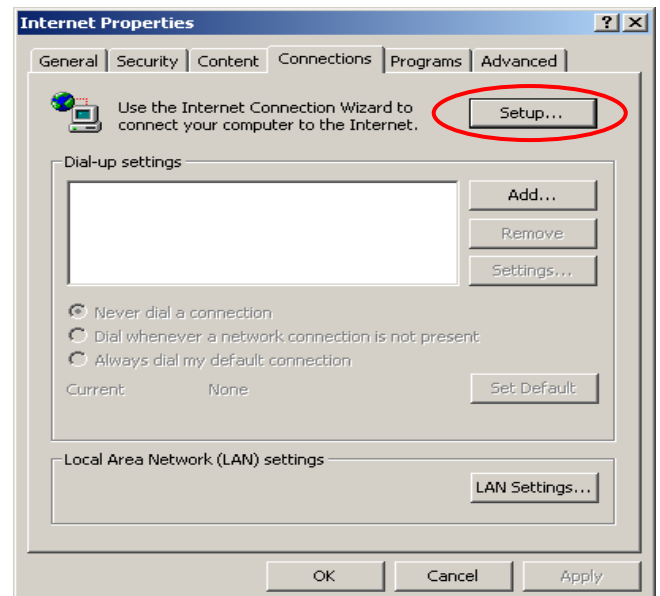 Internet Properties
? X
General Security Content Connections Programs Advanced
Use the Internet Connection Wizard to
connect your computer to the Internet.
Setup...
Dial-up settings
Add...
Remove
Settings...
Never dial a connection
Dial whenever a network connection is not present
Always dial my default connection
Current None
Set Default
Local Area Network (LAN) settings
LAN Settings...
OK Cancel Apply